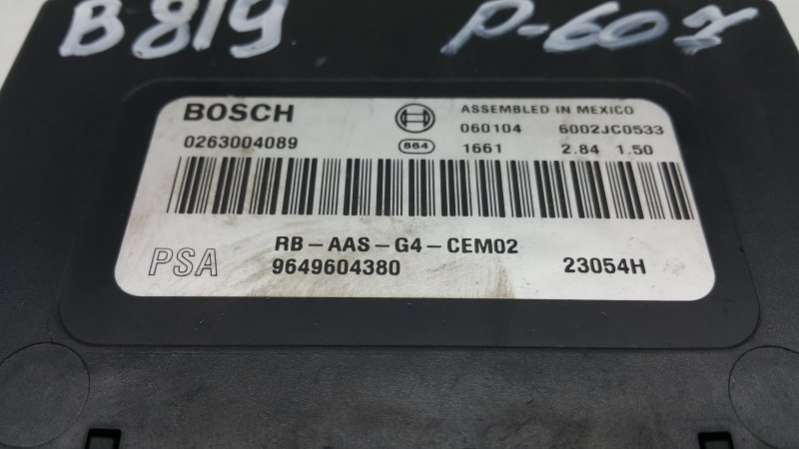 B819 P-607
BOSCH ASSEMBLED IN MEXICO
060104 6002JC0533
0263004089 864 1661 2.84 1.50
RB-AAS-G4-CEM02
PSA 9649604380 23054H